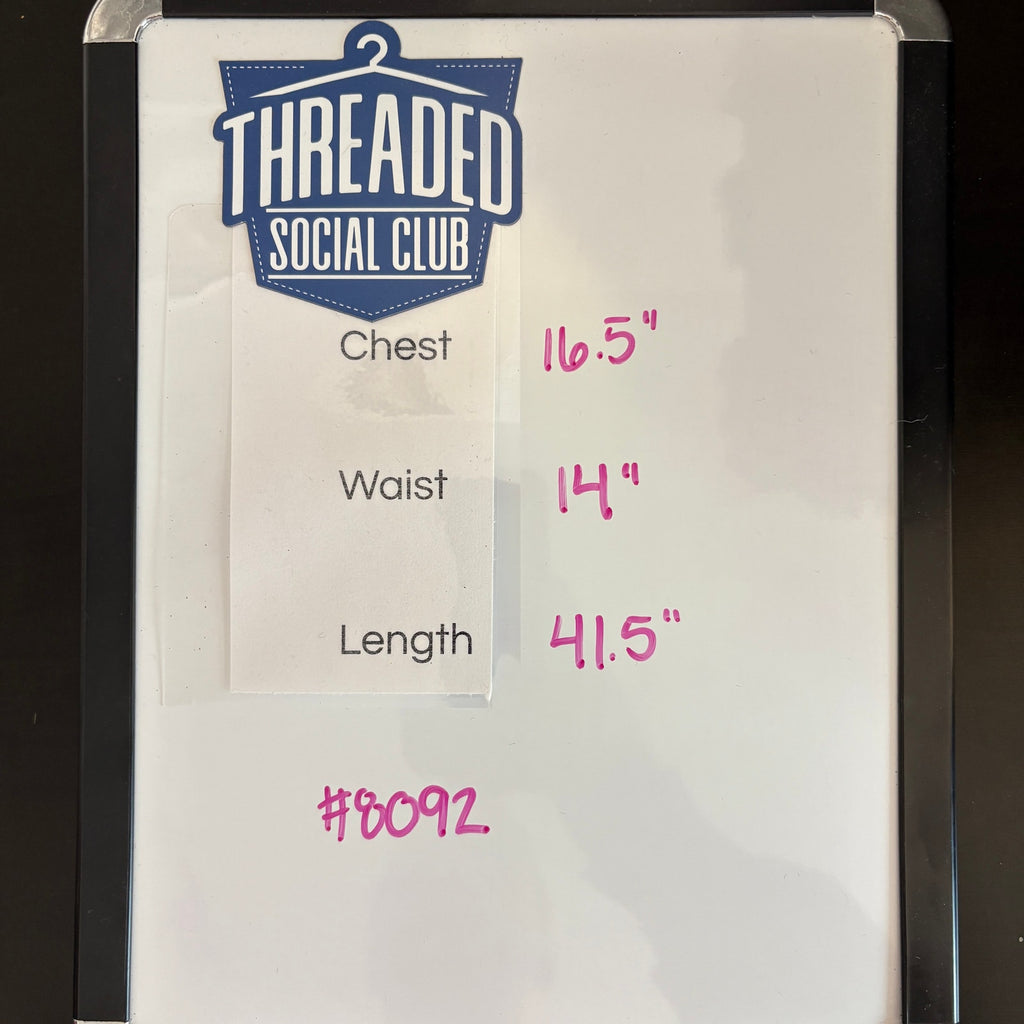 THREADED
SOCIAL CLUB
Chest 16.5"
Waist 14"
Length 41.5"
#8092